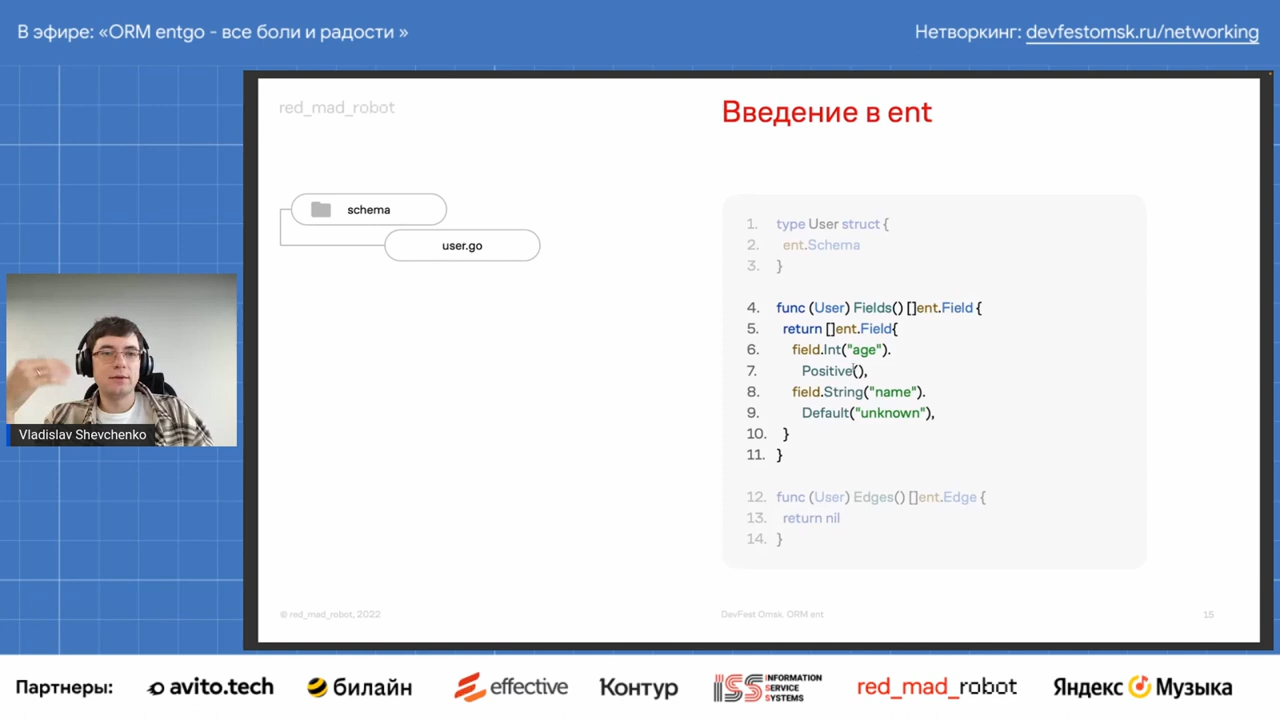 В эфире: «ORM entgo - все боли и радости »
Нетворкинг: devfestomsk.ru/networking
red_mad_robot
Введение в ent
schema
user.go
1. type User struct {
2. ent.Schema
3. }
4. func (User) Fields() []ent.Field {
5. return []ent.Field{
6. field.Int("age").
7. Positive(),
8. field.String("name").
9. Default("unknown"),
10. }
11. }
12. func (User) Edges() []ent.Edge {
13. return nil
14. }
Vladislav Shevchenko
© red_mad_robot, 2022
DevFest Omsk. ORM ent
15
Партнеры:
avito.tech
билайн
effective
Контур
ISS INFORMATION
SERVICE
SYSTEMS
red_mad_robot
Яндекс Музыка